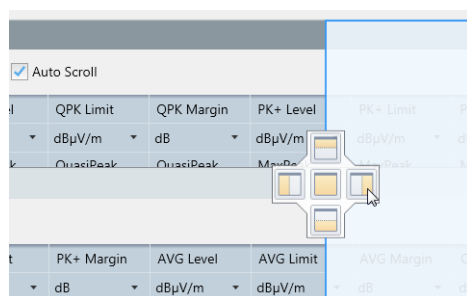 Auto Scroll
QPK Limit QPK Margin PK+ Level PK+ Limit
dBµV/m dB dBµV/m dBµV/m
QuasiPeak QuasiPeak MaxPeak
PK+ Margin AVG Level AVG Limit AVG Margin
dB dBµV/m dBµV/m dB